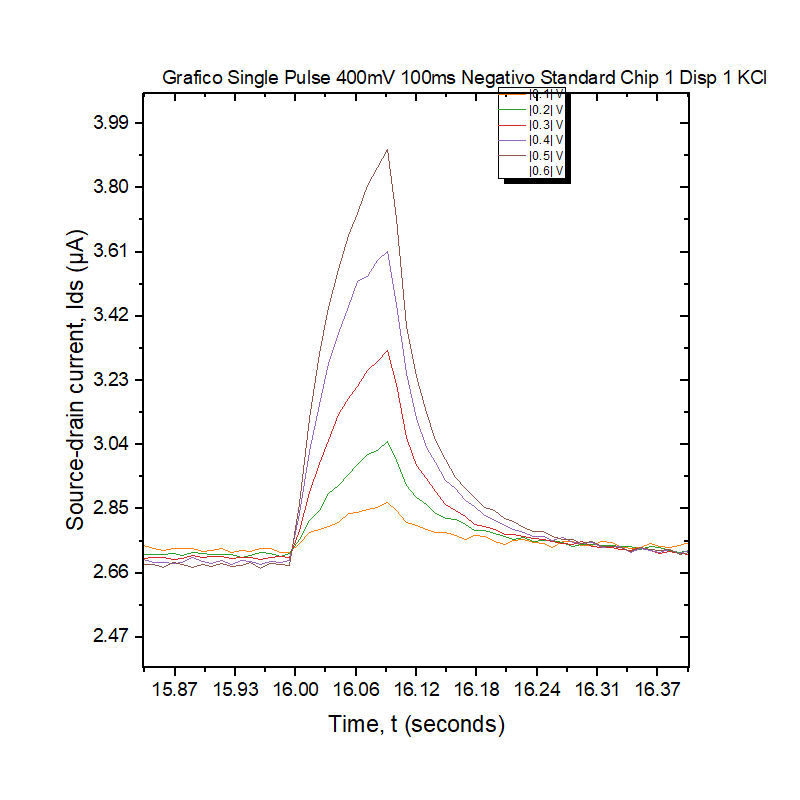 Grafico Single Pulse 400mV 100ms Negativo Standard Chip 1 Disp 1 KCl
|0.1| V
|0.2| V
|0.3| V
|0.4| V
|0.5| V
|0.6| V
3.99
3.80
3.61
3.42
3.23
3.04
2.85
2.66
2.47
Source-drain current, Ids (µA)
15.87 15.93 16.00 16.06 16.12 16.18 16.24 16.31 16.37
Time, t (seconds)